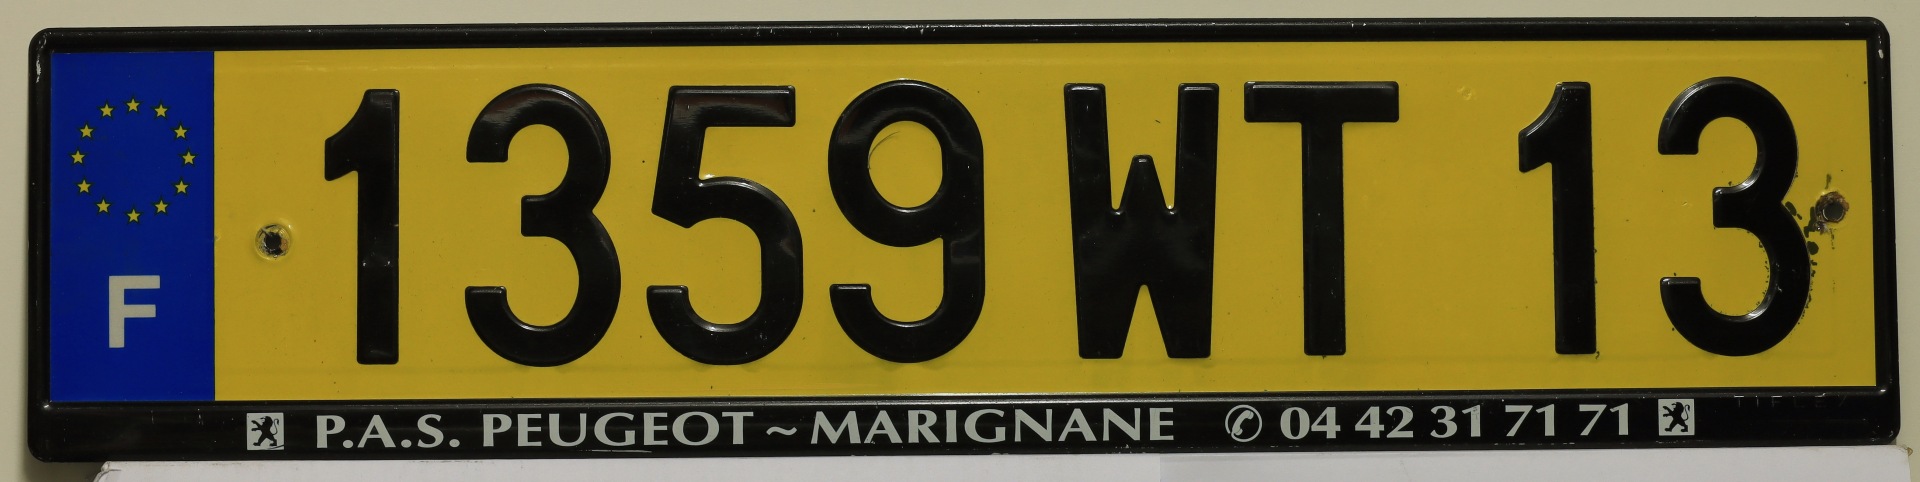 F
1359 WT 13
P.A.S. PEUGEOT ~ MARIGNANE ✆ 04 42 31 71 71